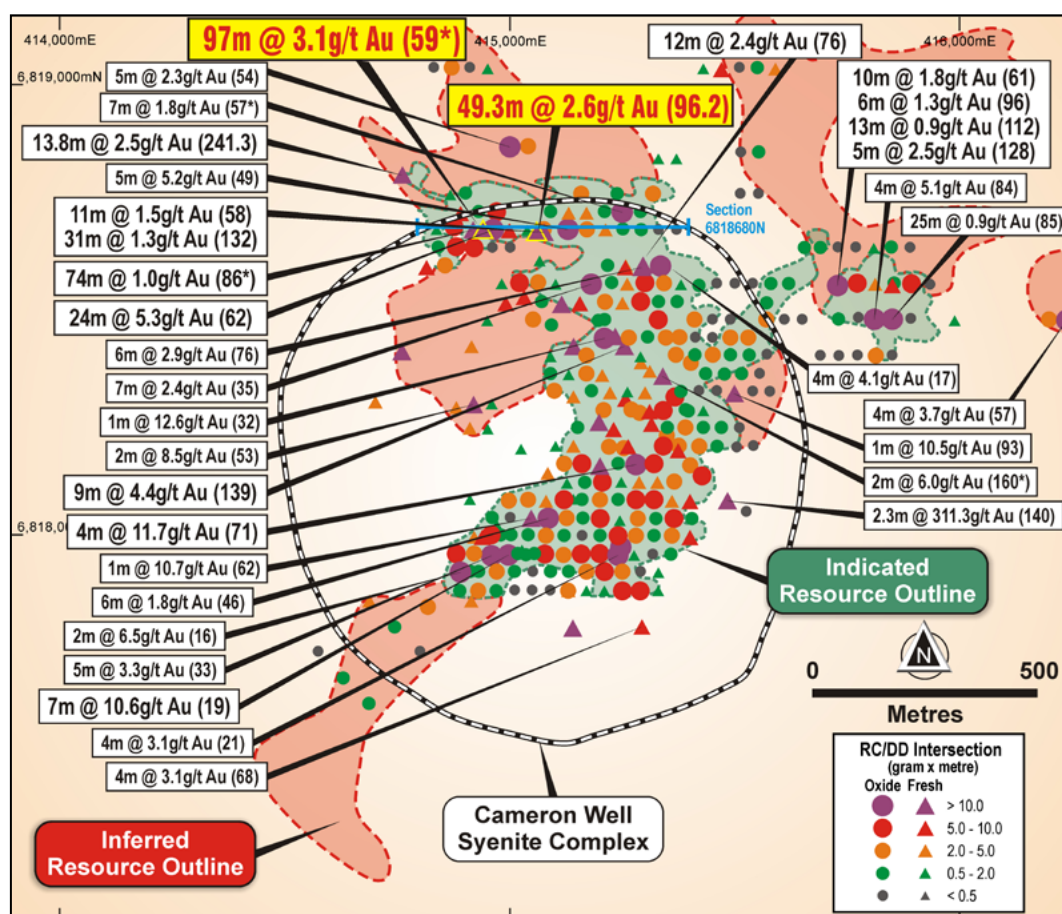 414,000mE
415,000mE
416,000mE
6,819,000mN
97m @ 3.1g/t Au (59*)
12m @ 2.4g/t Au (76)
5m @ 2.3g/t Au (54)
7m @ 1.8g/t Au (57*)
49.3m @ 2.6g/t Au (96.2)
10m @ 1.8g/t Au (61)
6m @ 1.3g/t Au (96)
13m @ 0.9g/t Au (112)
5m @ 2.5g/t Au (128)
13.8m @ 2.5g/t Au (241.3)
5m @ 5.2g/t Au (49)
4m @ 5.1g/t Au (84)
25m @ 0.9g/t Au (85)
11m @ 1.5g/t Au (58)
31m @ 1.3g/t Au (132)
Section
6818680N
74m @ 1.0g/t Au (86*)
24m @ 5.3g/t Au (62)
6m @ 2.9g/t Au (76)
7m @ 2.4g/t Au (35)
4m @ 4.1g/t Au (17)
1m @ 12.6g/t Au (32)
4m @ 3.7g/t Au (57)
2m @ 8.5g/t Au (53)
1m @ 10.5g/t Au (93)
9m @ 4.4g/t Au (139)
2m @ 6.0g/t Au (160*)
4m @ 11.7g/t Au (71)
2.3m @ 311.3g/t Au (140)
6,818,0
1m @ 10.7g/t Au (62)
6m @ 1.8g/t Au (46)
Indicated
Resource Outline
2m @ 6.5g/t Au (16)
5m @ 3.3g/t Au (33)
7m @ 10.6g/t Au (19)
4m @ 3.1g/t Au (21)
4m @ 3.1g/t Au (68)
N
0
500
Metres
Cameron Well
Syenite Complex
Inferred
Resource Outline
RC/DD Intersection
(gram x metre)
Oxide Fresh
> 10.0
5.0 - 10.0
2.0 - 5.0
0.5 - 2.0
< 0.5